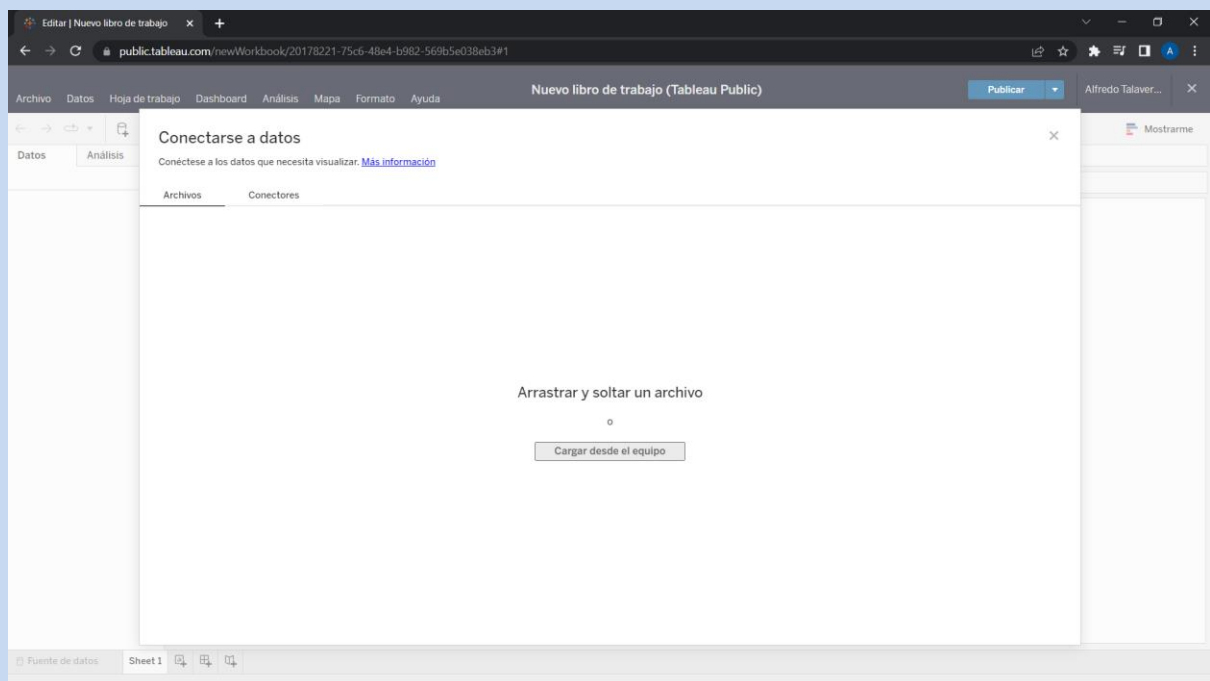 Editar | Nuevo libro de trabajo
public.tableau.com/newWorkbook/20178221-75c6-48e4-b982-569b5e038eb3#1
A
Archivo Datos Hoja de trabajo Dashboard Análisis Mapa Formato Ayuda Nuevo libro de trabajo (Tableau Public) Publicar Alfredo Talaver...
Mostrarme
Datos Análisis
Conectarse a datos
Conéctese a los datos que necesita visualizar. Más información
Archivos Conectores
Arrastrar y soltar un archivo
o
Cargar desde el equipo
Fuente de datos Sheet 1